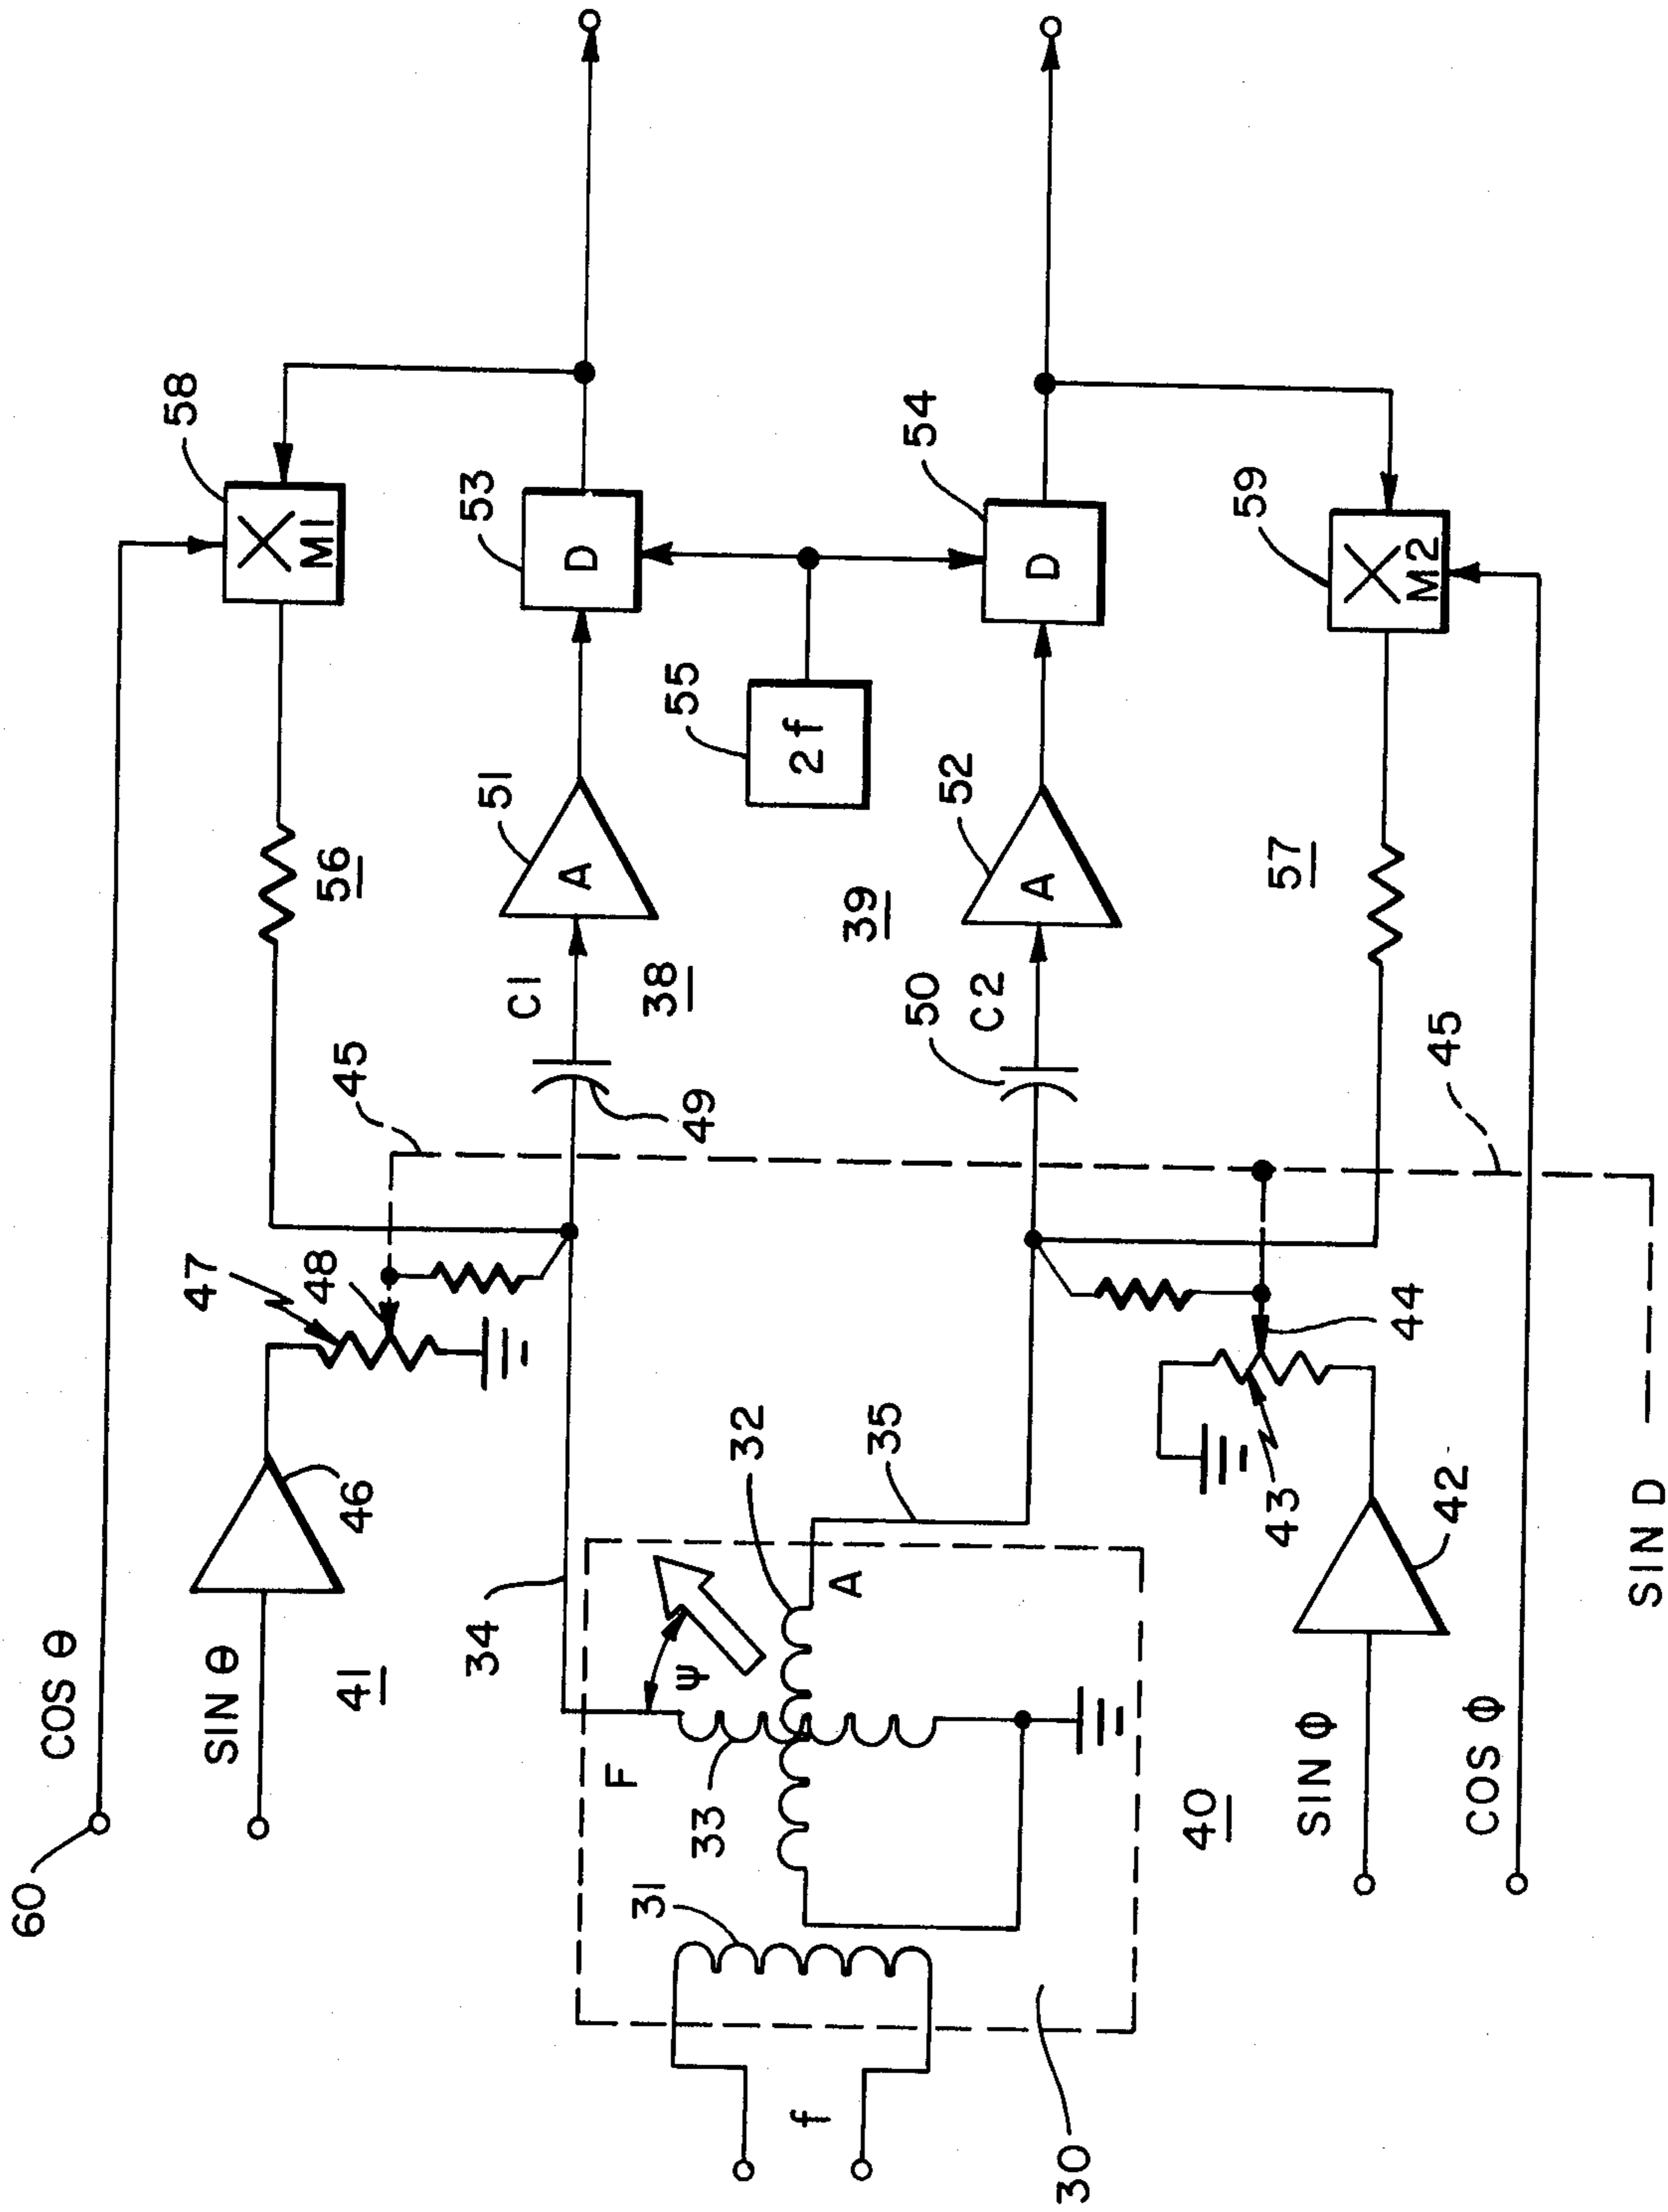 60
COS θ
SIN θ
41
46
47
48
45
56
58
X
M1
34
F
33
ψ
A
32
35
31
f
30
40
C1
38
49
51
A
53
D
55
2f
50
C2
39
52
A
54
D
57
59
X
M2
45
44
43
42
SIN φ
COS φ
SIN D